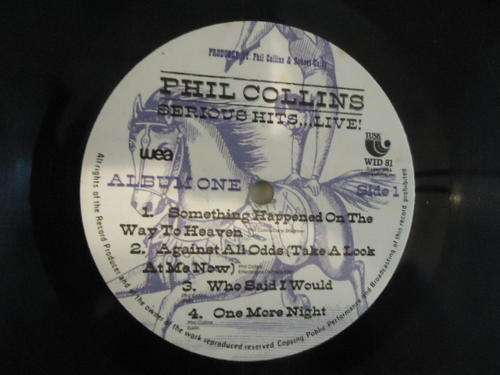 PRODUCED BY: Phil Collins & Robert Colby
PHIL COLLINS
SERIOUS HITS...LIVE!
wea
TUSK
WID 81
ALBUM ONE
Side 1
1. Something Happened On The
Way To Heaven
2. Against All Odds (Take A Look
At Me Now)
3. Who Said I Would
4. One More Night
All rights of the Record Producer and of the owner of the work reproduced reserved. Copying, Public Performance and Broadcasting of this record prohibited